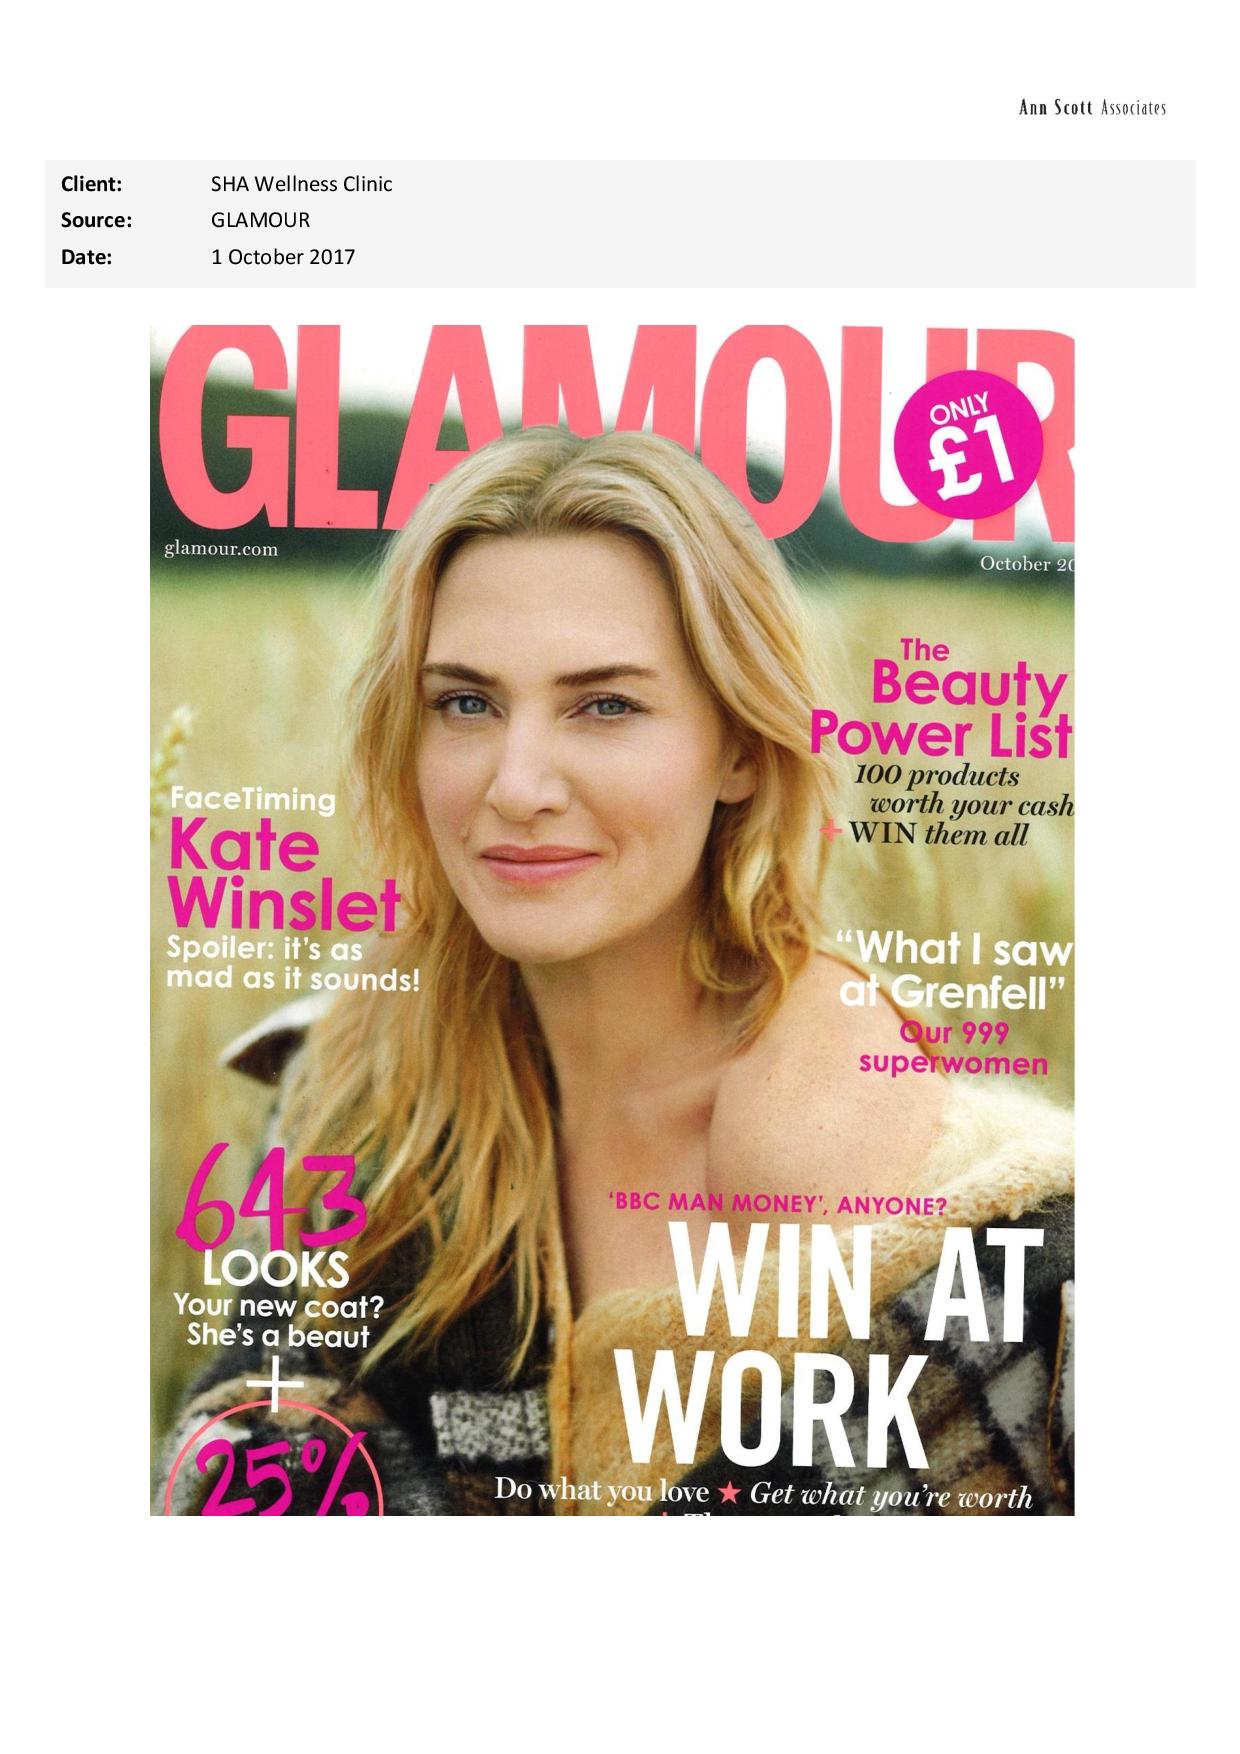 Ann Scott Associates
Client: SHA Wellness Clinic
Source: GLAMOUR
Date: 1 October 2017
GLAMOUR
ONLY
£1
glamour.com
October 20
The
Beauty
Power List
100 products
worth your cash
+ WIN them all
FaceTiming
Kate
Winslet
Spoiler: it's as
mad as it sounds!
“What I saw
at Grenfell”
Our 999
superwomen
643
LOOKS
Your new coat?
She's a beaut
+
25%
‘BBC MAN MONEY’, ANYONE?
WIN AT
WORK
Do what you love ★ Get what you're worth